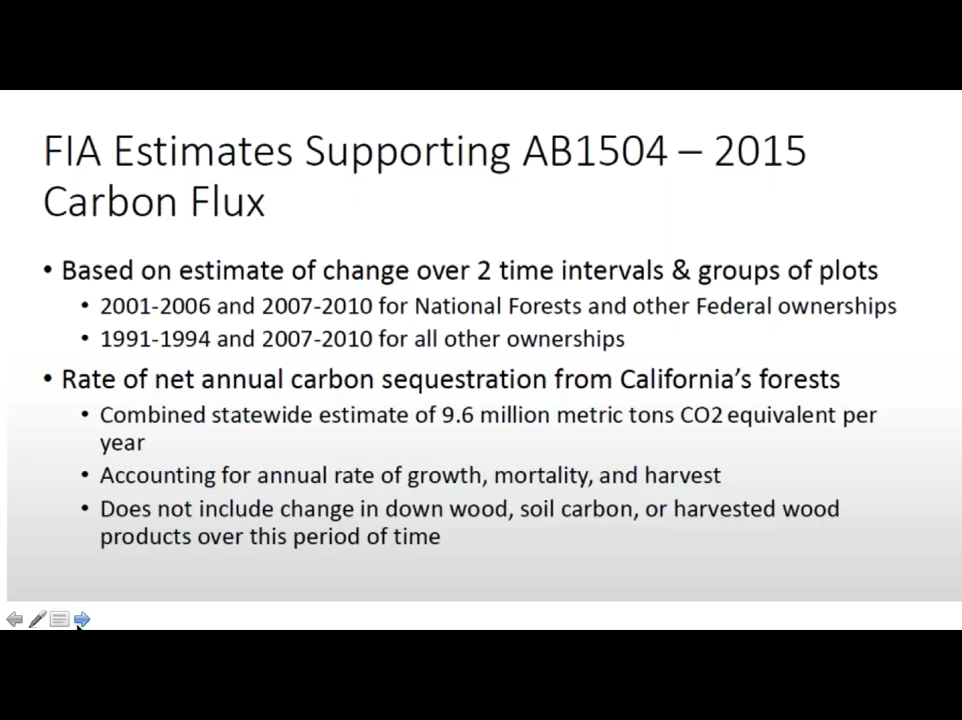 FIA Estimates Supporting AB1504 – 2015
Carbon Flux
• Based on estimate of change over 2 time intervals & groups of plots
• 2001-2006 and 2007-2010 for National Forests and other Federal ownerships
• 1991-1994 and 2007-2010 for all other ownerships
• Rate of net annual carbon sequestration from California’s forests
• Combined statewide estimate of 9.6 million metric tons CO2 equivalent per
year
• Accounting for annual rate of growth, mortality, and harvest
• Does not include change in down wood, soil carbon, or harvested wood
products over this period of time